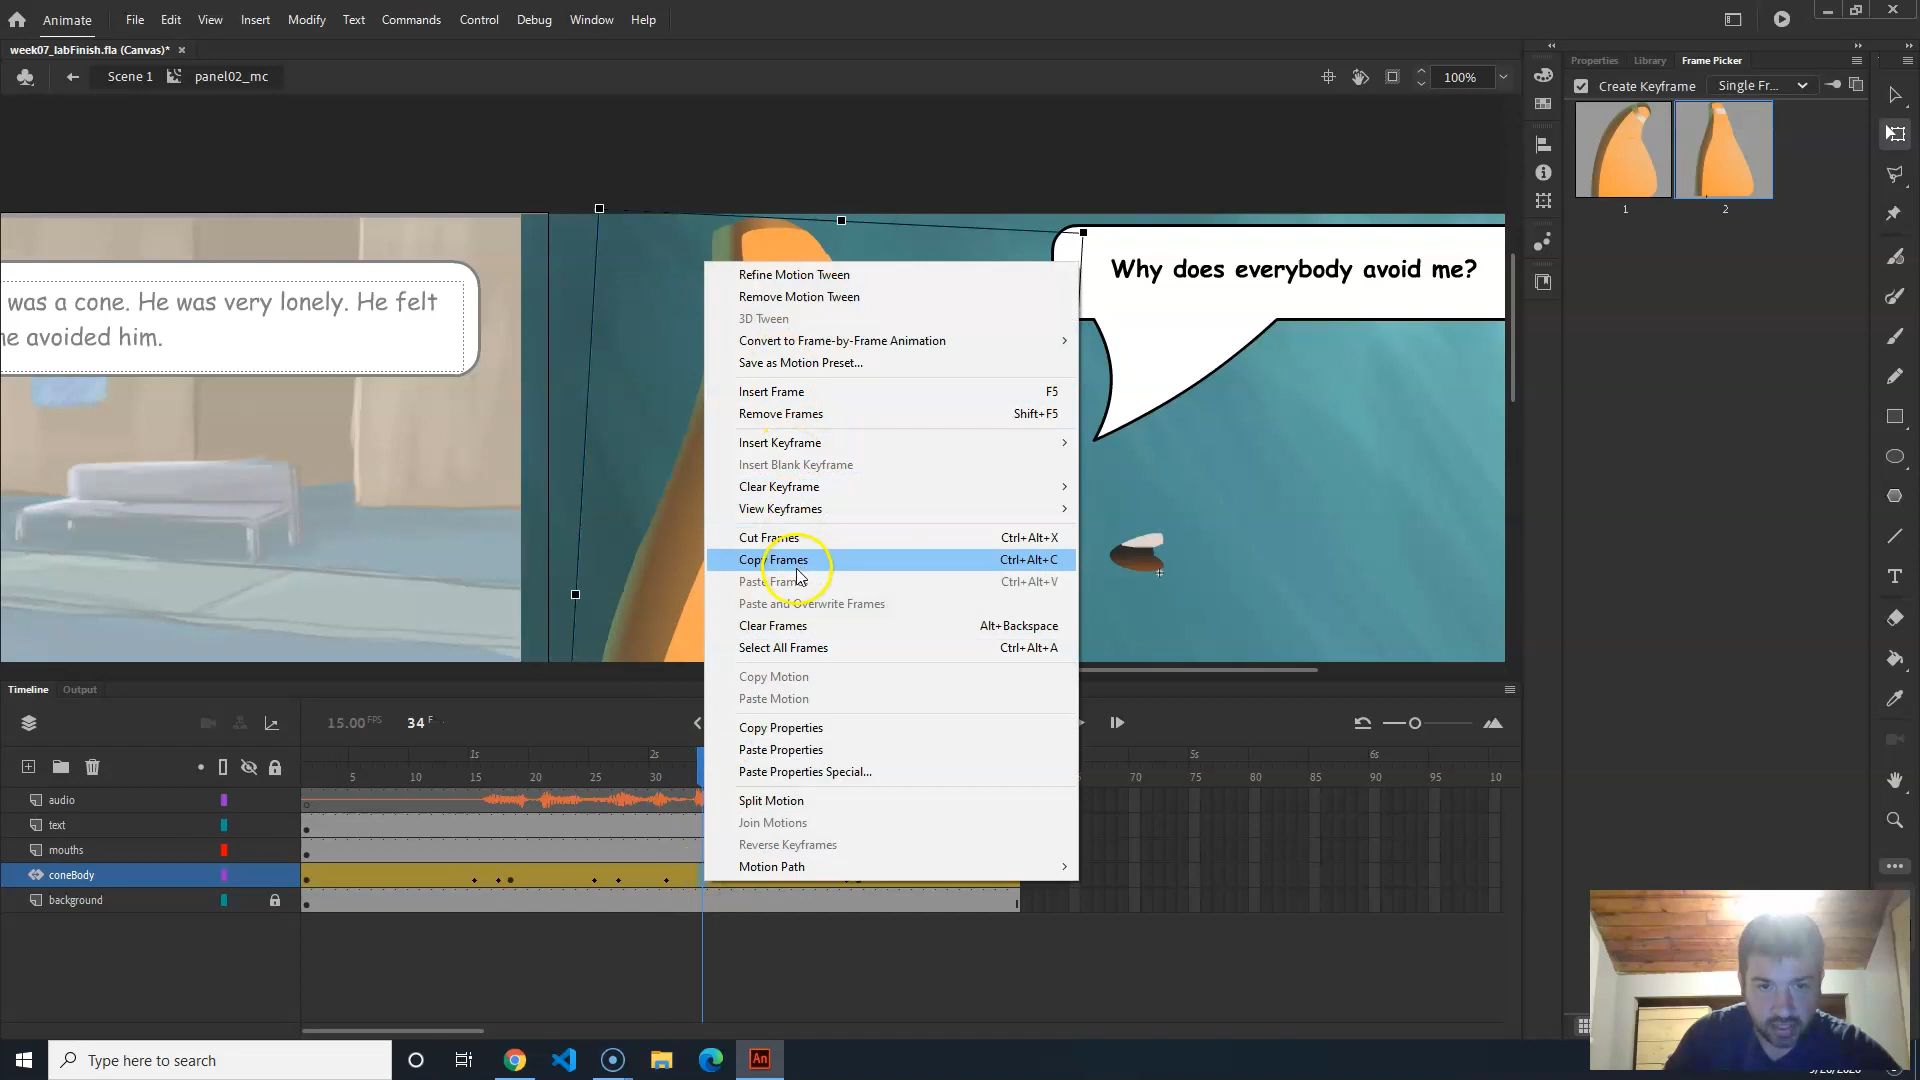 Animate
File Edit View Insert Modify Text Commands Control Debug Window Help
week07_labFinish.fla (Canvas)*
Scene 1 panel02_mc
100%
Properties Library Frame Picker
Create Keyframe Single Fr...
1 2
was a cone. He was very lonely. He felt
me avoided him.
Why does everybody avoid me?
Refine Motion Tween
Remove Motion Tween
3D Tween
Convert to Frame-by-Frame Animation
Save as Motion Preset...
Insert Frame F5
Remove Frames Shift+F5
Insert Keyframe
Insert Blank Keyframe
Clear Keyframe
View Keyframes
Cut Frames Ctrl+Alt+X
Copy Frames Ctrl+Alt+C
Paste Frames Ctrl+Alt+V
Paste and Overwrite Frames
Clear Frames Alt+Backspace
Select All Frames Ctrl+Alt+A
Copy Motion
Paste Motion
Copy Properties
Paste Properties
Paste Properties Special...
Split Motion
Join Motions
Reverse Keyframes
Motion Path
Timeline Output
15.00 FPS 34 F
1s 2s 5s 6s
5 10 15 20 25 30 70 75 80 85 90 95 10
audio
text
mouths
coneBody
background
Type here to search
An